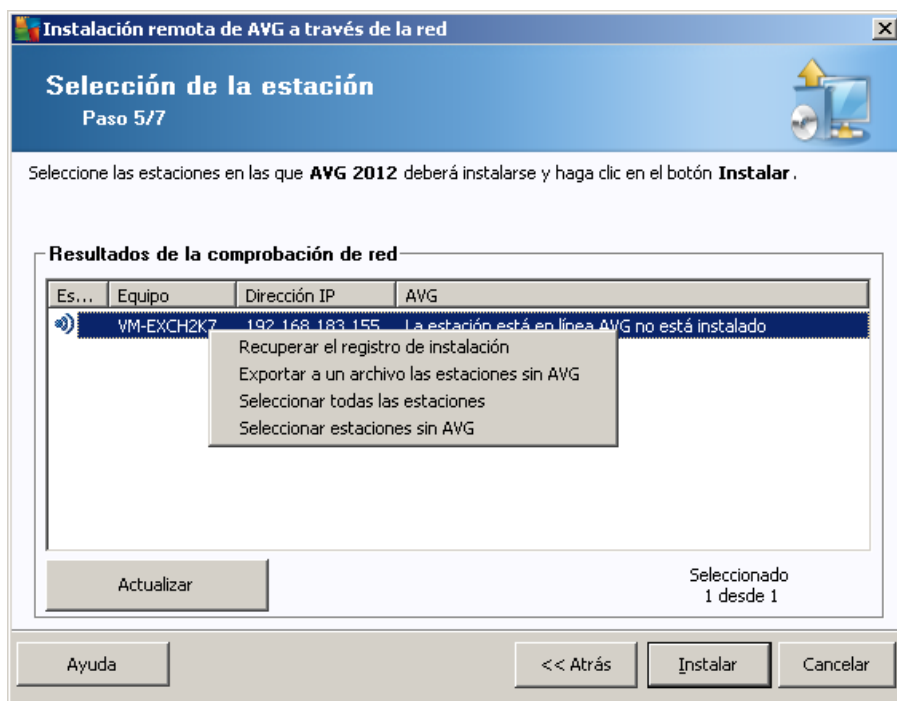 Instalación remota de AVG a través de la red
Selección de la estación
Paso 5/7
Seleccione las estaciones en las que AVG 2012 deberá instalarse y haga clic en el botón Instalar.
Resultados de la comprobación de red
Es... Equipo Dirección IP AVG
VM-EXCH2K7 192.168.183.155 La estación está en línea AVG no está instalado
Recuperar el registro de instalación
Exportar a un archivo las estaciones sin AVG
Seleccionar todas las estaciones
Seleccionar estaciones sin AVG
Actualizar
Seleccionado
1 desde 1
Ayuda << Atrás Instalar Cancelar